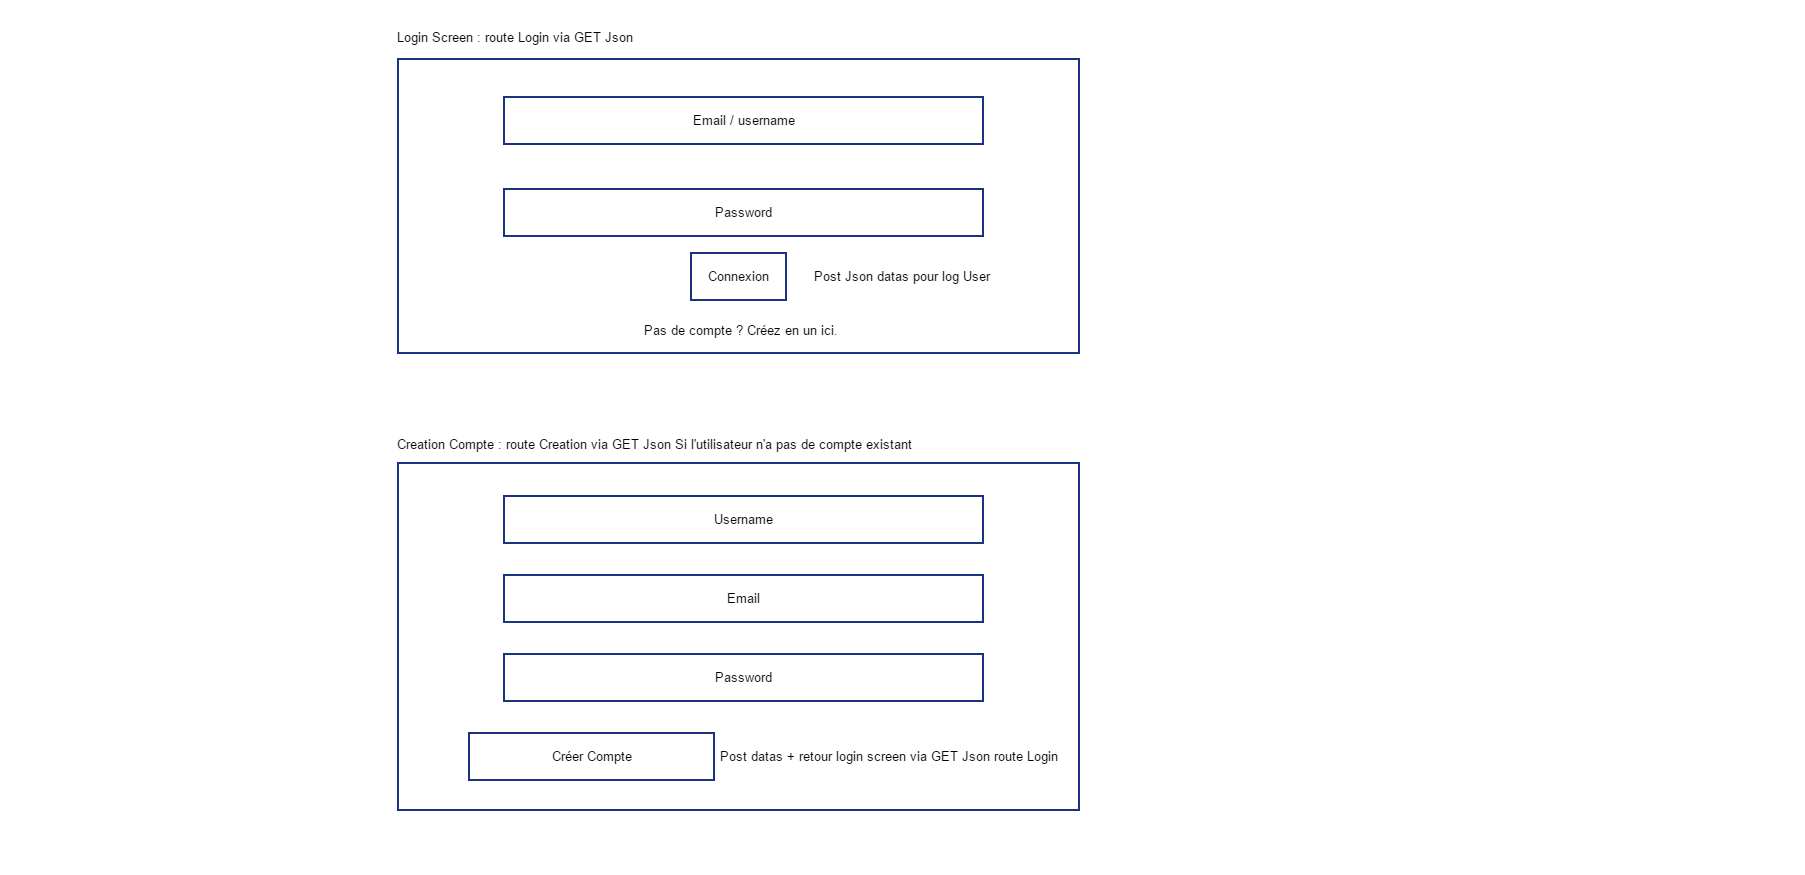 Login Screen : route Login via GET Json
Email / username
Password
Connexion
Post Json datas pour log User
Pas de compte ? Créez en un ici.
Creation Compte : route Creation via GET Json Si l'utilisateur n'a pas de compte existant
Username
Email
Password
Créer Compte
Post datas + retour login screen via GET Json route Login